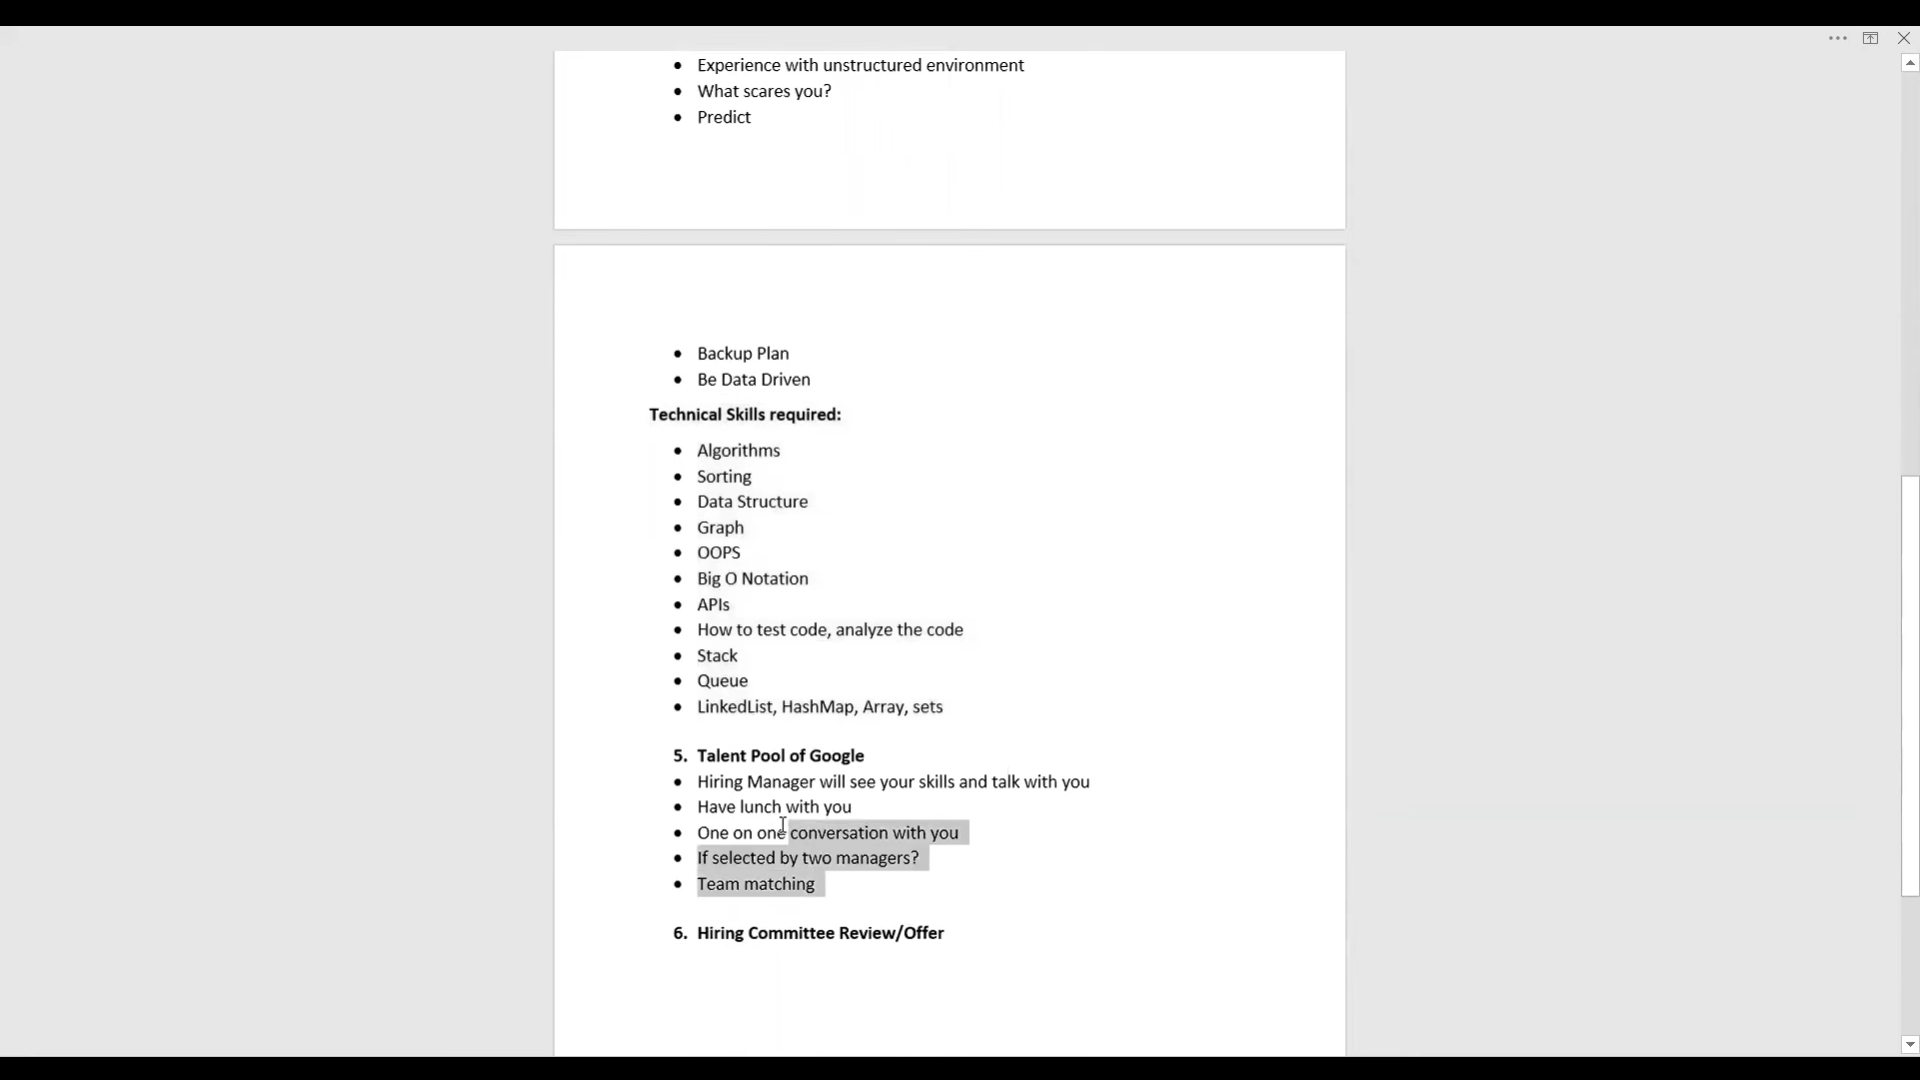 • Experience with unstructured environment
• What scares you?
• Predict
• Backup Plan
• Be Data Driven
Technical Skills required:
• Algorithms
• Sorting
• Data Structure
• Graph
• OOPS
• Big O Notation
• APIs
• How to test code, analyze the code
• Stack
• Queue
• LinkedList, HashMap, Array, sets
5. Talent Pool of Google
• Hiring Manager will see your skills and talk with you
• Have lunch with you
• One on one conversation with you
• If selected by two managers?
• Team matching
6. Hiring Committee Review/Offer